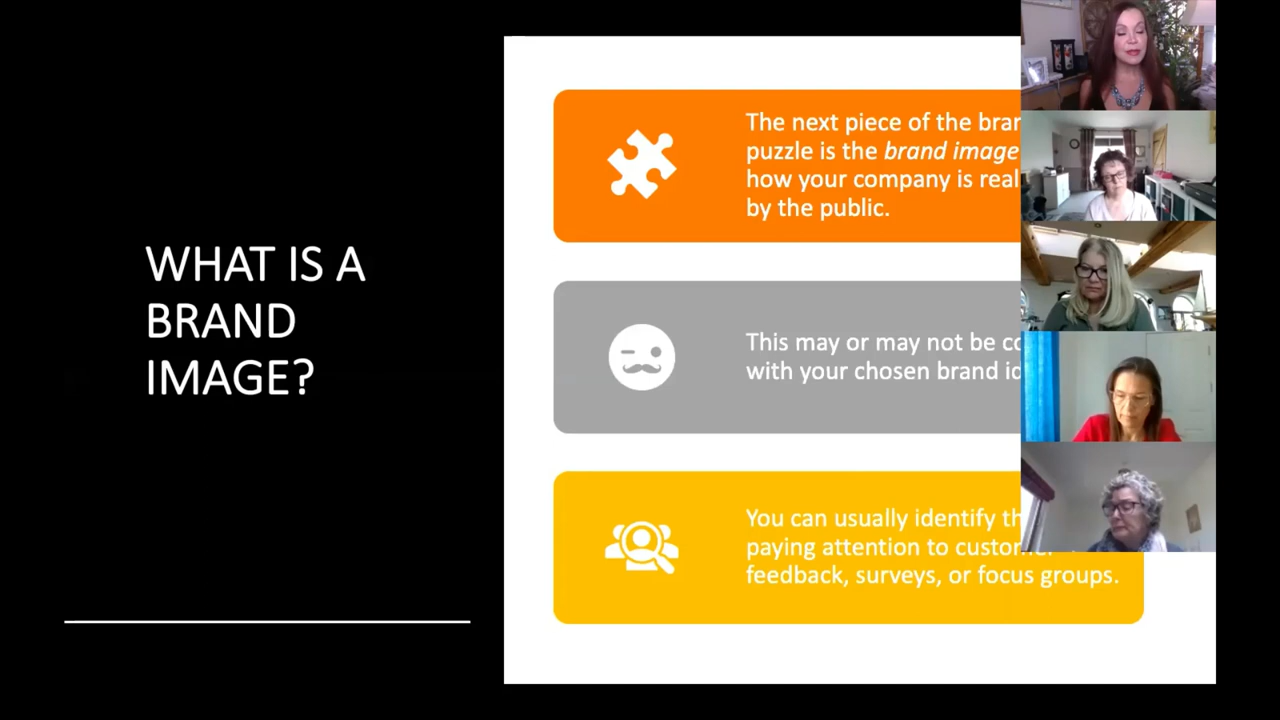 WHAT IS A
BRAND
IMAGE?
The next piece of the
puzzle is the brand image
how your company is
by the public.
This may or may not be
with your chosen brand
You can usually identify
paying attention to
feedback, surveys, or focus groups.